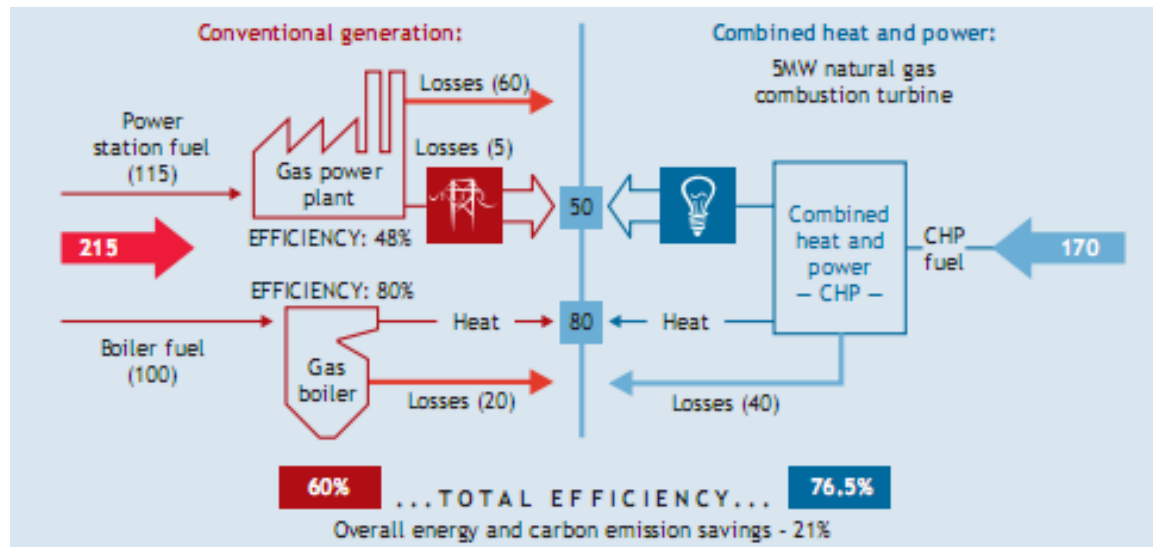 Conventional generation:
Losses (60)
Power
station fuel
(115)
Losses (5)
Gas power
plant
215
EFFICIENCY: 48%
EFFICIENCY: 80%
Heat
Boiler fuel
(100)
Gas
boiler
Losses (20)
50
80
Combined heat and power:
5MW natural gas
combustion turbine
Combined
heat and
power
— CHP —
CHP
fuel
170
Heat
Losses (40)
60% ...TOTAL EFFICIENCY... 76.5%
Overall energy and carbon emission savings - 21%